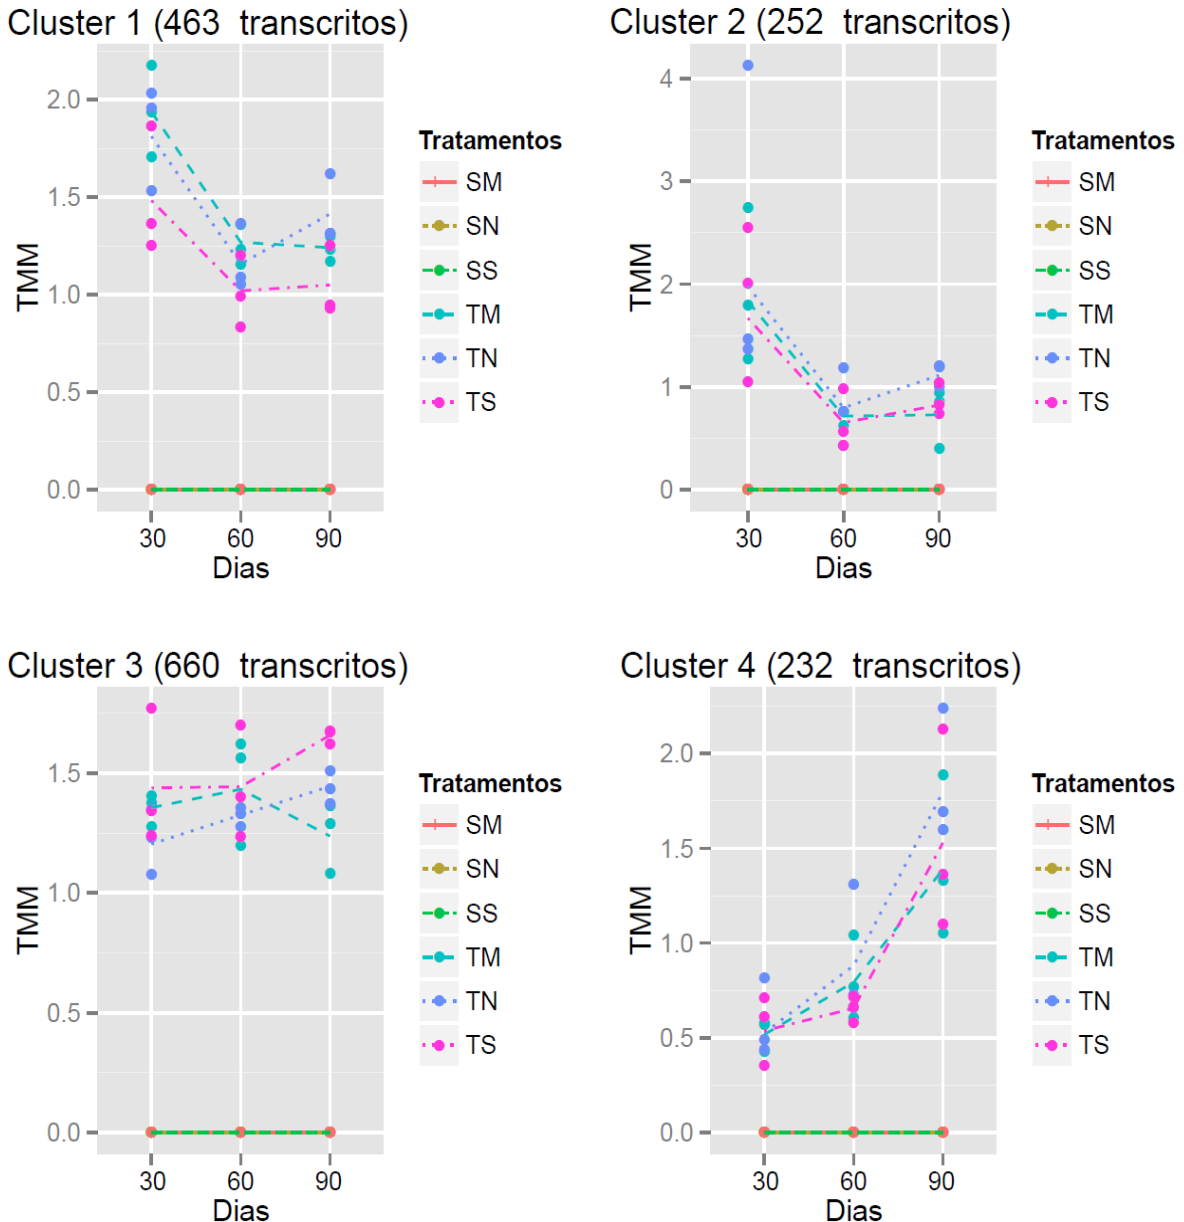 Cluster 1 (463 transcritos)
TMM
2.0
1.5
1.0
0.5
0.0
30 60 90
Dias
Tratamentos
SM
SN
SS
TM
TN
TS
Cluster 2 (252 transcritos)
TMM
4
3
2
1
0
30 60 90
Dias
Tratamentos
SM
SN
SS
TM
TN
TS
Cluster 3 (660 transcritos)
TMM
1.5
1.0
0.5
0.0
30 60 90
Dias
Tratamentos
SM
SN
SS
TM
TN
TS
Cluster 4 (232 transcritos)
TMM
2.0
1.5
1.0
0.5
0.0
30 60 90
Dias
Tratamentos
SM
SN
SS
TM
TN
TS